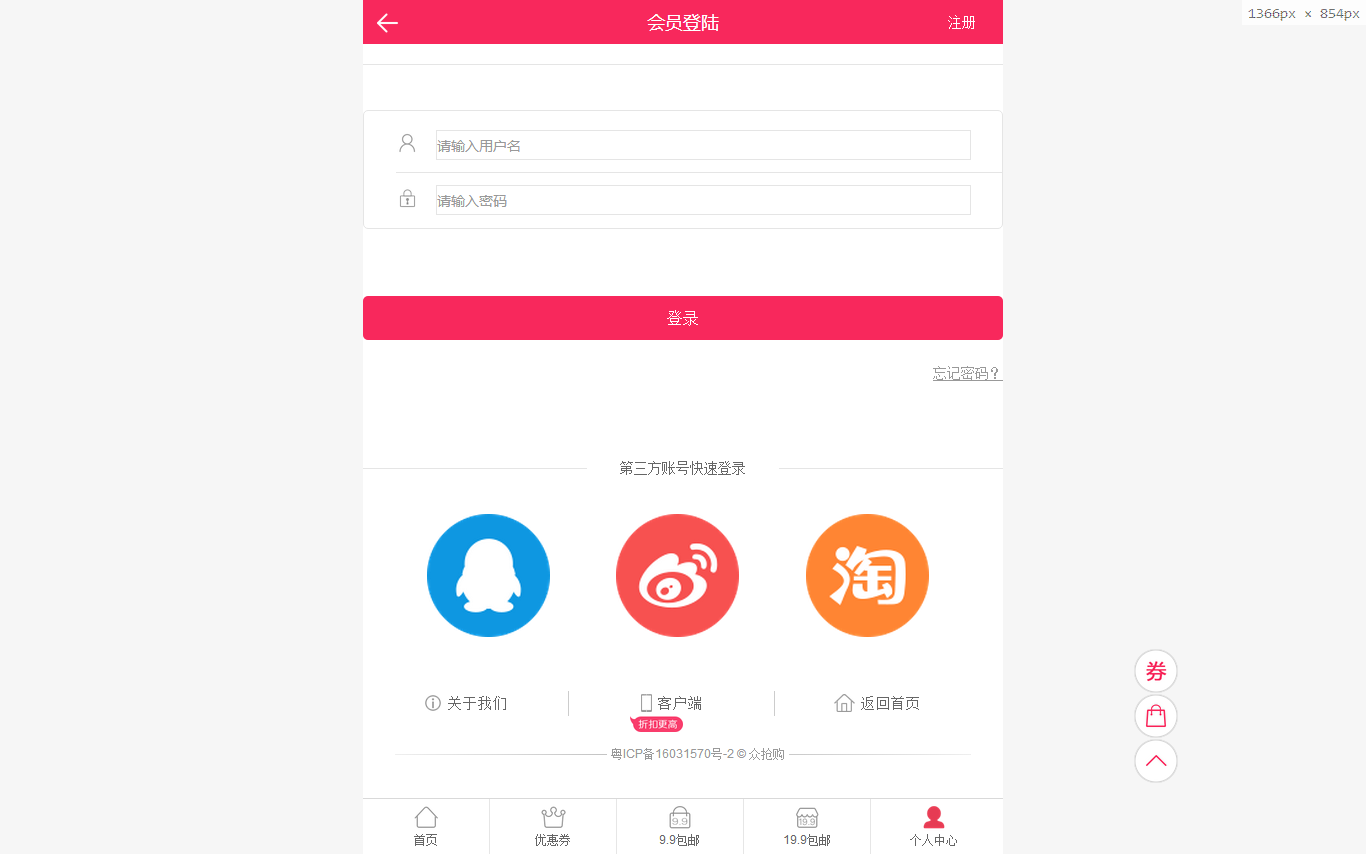 1366px × 854px
会员登陆
注册
请输入用户名
请输入密码
登录
忘记密码？
第三方账号快速登录
淘
券
关于我们
客户端
返回首页
折扣更高
粤ICP备16031570号-2 © 众抢购
9.9
19.9
首页
优惠券
9.9包邮
19.9包邮
个人中心